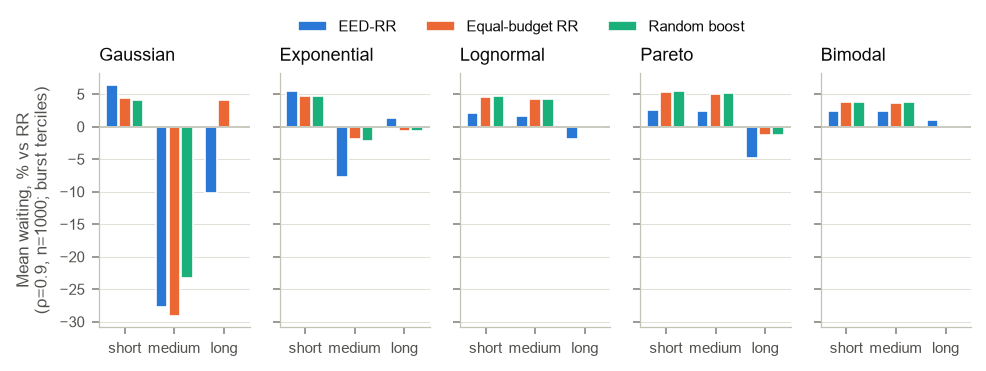 EED-RR Equal-budget RR Random boost
Gaussian Exponential Lognormal Pareto Bimodal
Mean waiting, % vs RR
(ρ=0.9, n=1000; burst terciles)
5
0
−5
−10
−15
−20
−25
−30
short medium long short medium long short medium long short medium long short medium long